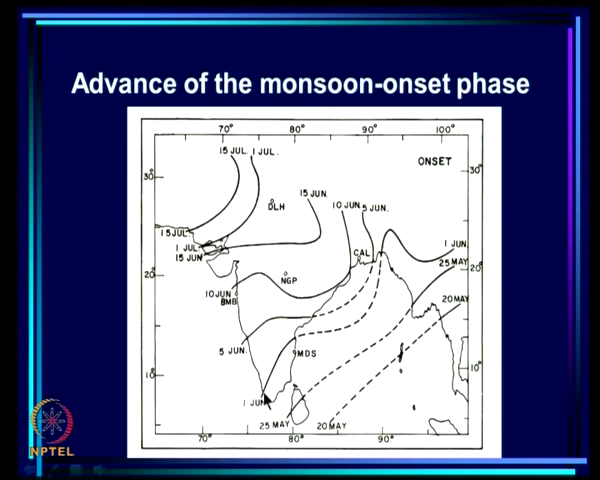 Advance of the monsoon-onset phase
70° 80° 90° 100°
15 JUL. 1 JUL.
ONSET
30° 30°
15 JUN.
DLH
10 JUN. 5 JUN.
15 JUL.
1 JUL.
15 JUN
CAL
1 JUN.
25 MAY
20° 20°
NGP
10 JUN
BMB
20 MAY
5 JUN.
MDS
10° 10°
1 JUN
25 MAY 20 MAY
70° 80° 90°
NPTEL